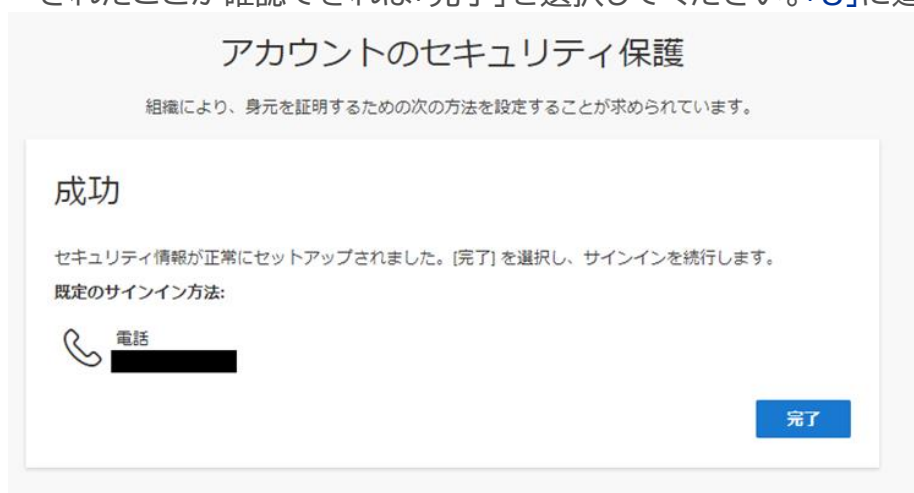 アカウントのセキュリティ保護
組織により、身元を証明するための次の方法を設定することが求められています。
成功
セキュリティ情報が正常にセットアップされました。[完了] を選択し、サインインを続行します。
既定のサインイン方法:
電話
完了